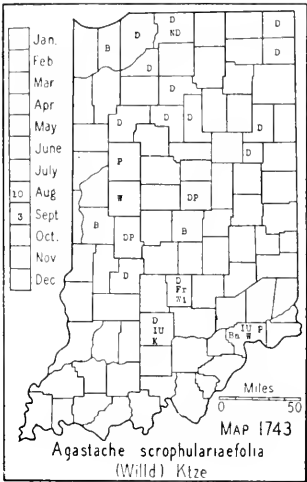 Jan.
Feb
Mar
Apr
May
June
July
10 Aug
3 Sept
Oct.
Nov
Dec
D
D
B
D
ND
D
D
D
D
D
D
D
D
D
P
W
DP
B
DP
B
D
D
Fr
Wi
D
IU
K
IU P
Bn W
Miles
0 50
MAP 1743
Agastache scrophulariaefolia
(Willd) Ktze